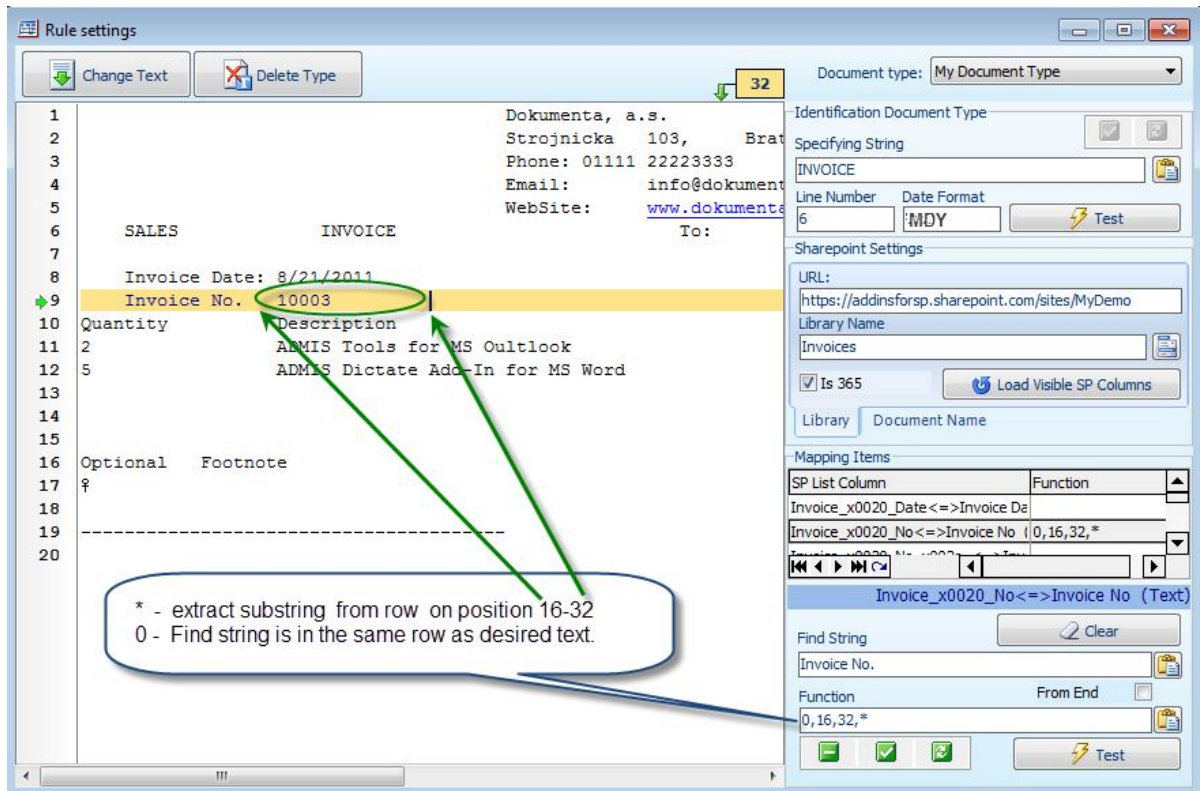 Rule settings
Change Text
Delete Type
32
Document type: My Document Type
1 Dokumenta, a.s.
2 Strojnicka 103, Brat
3 Phone: 01111 22223333
4 Email: info@dokument
5 WebSite: www.dokumenta
6 SALES INVOICE To:
7
8 Invoice Date: 8/21/2011
9 Invoice No. 10003
10 Quantity Description
11 2 ADMIS Tools for MS Oultlook
12 5 ADMIS Dictate Add-In for MS Word
13
14
15
16 Optional Footnote
17
18
19 -----------------------------------
20
* - extract substring from row on position 16-32
0 - Find string is in the same row as desired text.
Identification Document Type
Specifying String
INVOICE
Line Number Date Format
6 MDY Test
Sharepoint Settings
URL:
https://addinsforsp.sharepoint.com/sites/MyDemo
Library Name
Invoices
Is 365 Load Visible SP Columns
Library Document Name
Mapping Items
SP List Column Function
Invoice_x0020_Date<=>Invoice Da
Invoice_x0020_No<=>Invoice No ( 0,16,32,*
Invoice_x0020_No<=>Invoice No (Text)
Find String Clear
Invoice No.
Function From End
0,16,32,*
Test